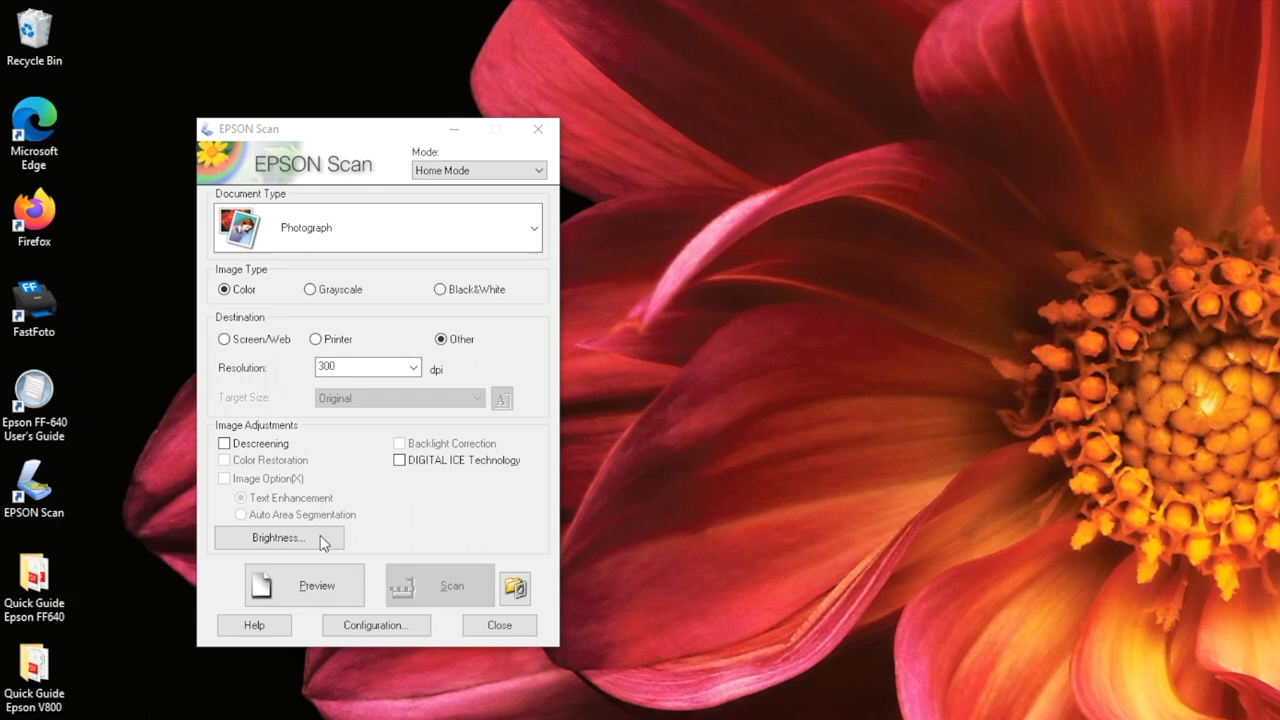 Recycle Bin
Microsoft
Edge
Firefox
FF
FastFoto
Epson FF-640
User's Guide
EPSON Scan
Quick Guide
Epson FF640
Quick Guide
Epson V800
EPSON Scan
EPSON Scan
Mode:
Home Mode
Document Type
Photograph
Image Type
Color Grayscale Black&White
Destination
Screen/Web Printer Other
Resolution: 300 dpi
Target Size: Original A
Image Adjustments
Descreening Backlight Correction
Color Restoration DIGITAL ICE Technology
Image Option(X)
Text Enhancement
Auto Area Segmentation
Brightness...
Preview Scan
Help Configuration... Close